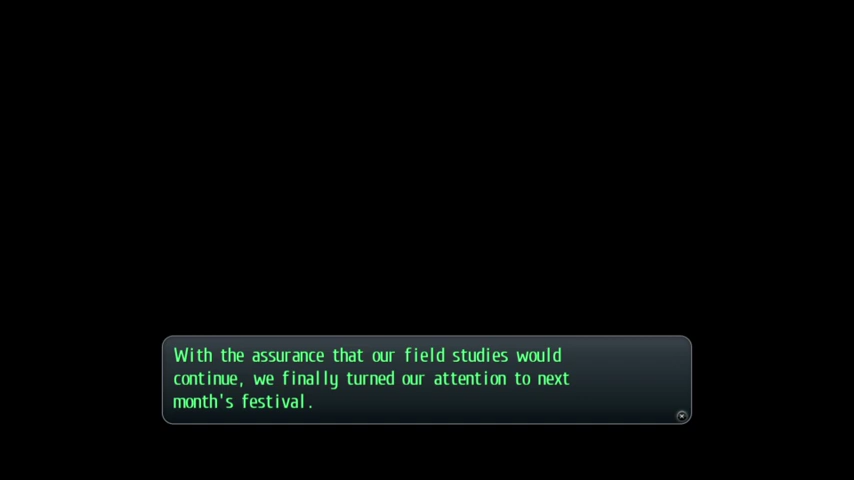 With the assurance that our field studies would
continue, we finally turned our attention to next
month's festival.